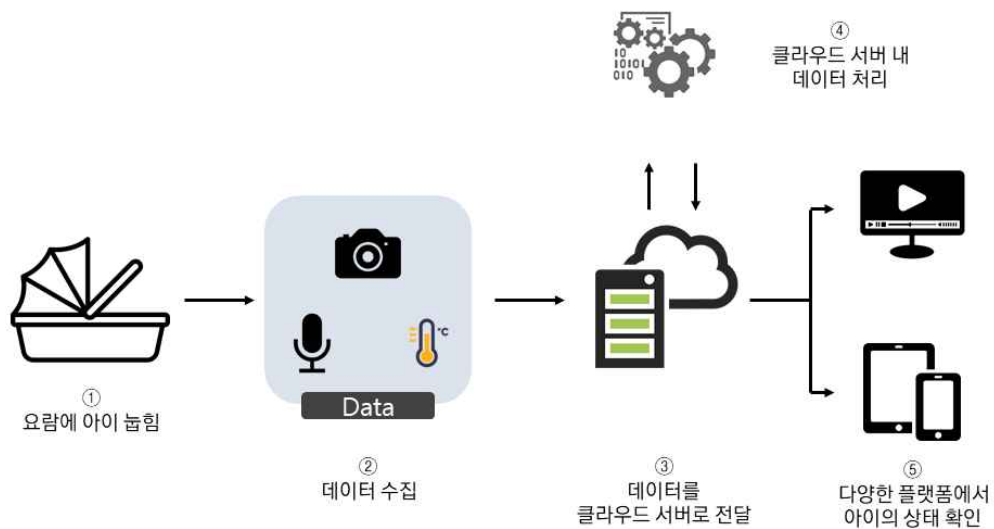 ④
클라우드 서버 내
데이터 처리
10
10101
010
°C
Data
①
요람에 아이 눕힘
②
데이터 수집
③
데이터를
클라우드 서버로 전달
⑤
다양한 플랫폼에서
아이의 상태 확인